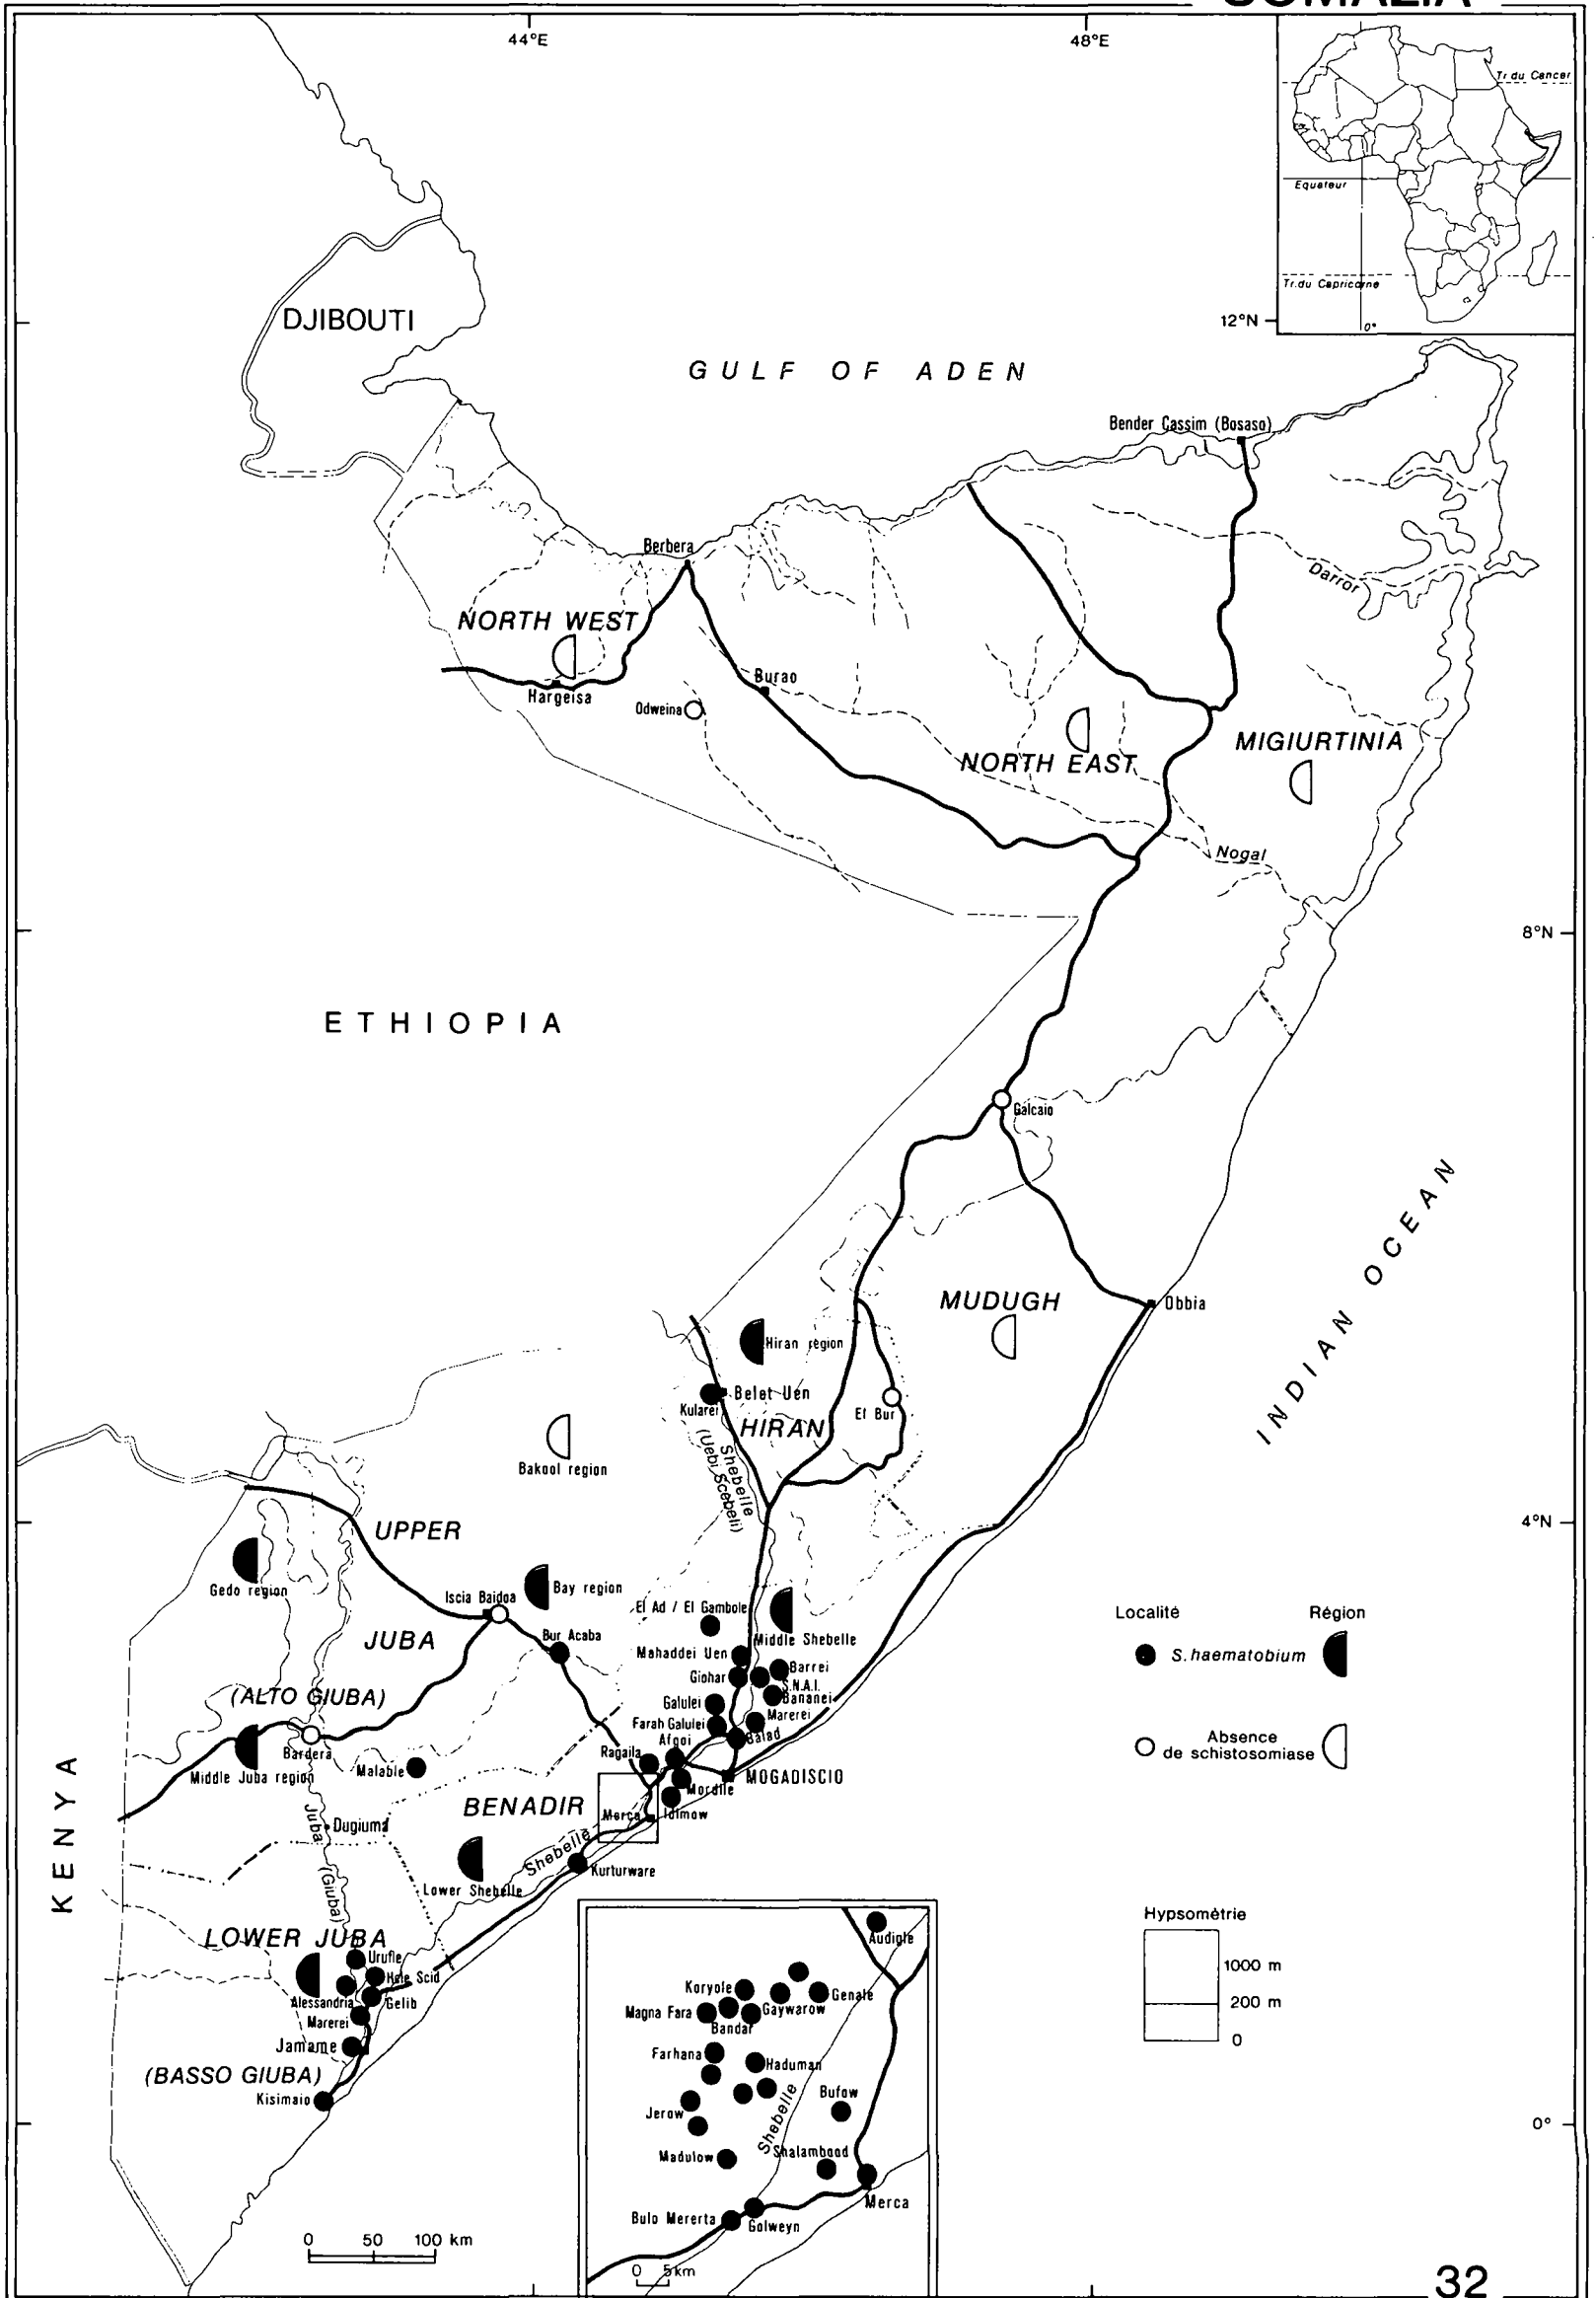 SOMALIA
44°E
48°E
Tr. du Cancer
Equateur
Tr. du Capricorne
0°
DJIBOUTI
12°N
GULF OF ADEN
Bender Cassim (Bosaso)
Berbera
Darror
NORTH WEST
Hargeisa
Burao
Odweina
NORTH EAST
MIGIURTINIA
Nogal
8°N
ETHIOPIA
Galcaio
INDIAN OCEAN
MUDUGH
Obbia
Hiran region
Belet Uen
Kularei
HIRAN
El Bur
Shebelle
(Uebi Scebeli)
Bakool region
4°N
UPPER
Gedo region
Iscia Baidoa
Bay region
El Ad / El Gambole
Localité
Région
JUBA
Bur Acaba
Middle Shebelle
Mahaddei Uen
S. haematobium
Giohar
Barrei
S.N.A.I.
Bananei
(ALTO GIUBA)
Galulei
Marerei
Farah Galulei
Balad
Absence
de schistosomiase
Bardera
Afgoi
Ragaila
Middle Juba region
Malable
Mordile
MOGADISCIO
KENYA
BENADIR
Merca
Idimow
Juba
(Giuba)
Dugiuma
Shebelle
Kurturware
Lower Shebelle
Hypsométrie
1000 m
200 m
0
LOWER JUBA
Urufle
Hele Scid
Alessandria
Gelib
Marerei
Jamame
(BASSO GIUBA)
Kisimaio
Audigle
Koryole
Genale
Magna Fara
Gaywarow
Bandar
Farhana
Haduman
Jerow
Bufow
Shebelle
Madulow
Shalambood
Merca
Bulo Mererta
Golweyn
0 5km
0°
0 50 100 km
32